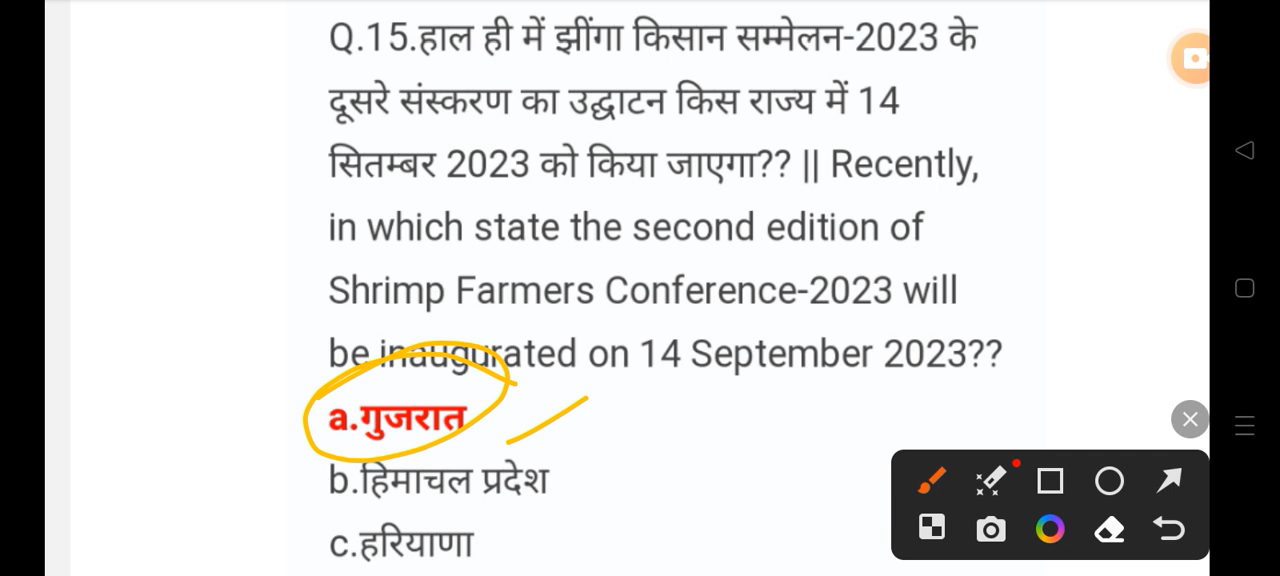 Q.15.हाल ही में झींगा किसान सम्मेलन-2023 के
दूसरे संस्करण का उद्घाटन किस राज्य में 14
सितम्बर 2023 को किया जाएगा?? || Recently,
in which state the second edition of
Shrimp Farmers Conference-2023 will
be inaugurated on 14 September 2023??
a.गुजरात
b.हिमाचल प्रदेश
c.हरियाणा